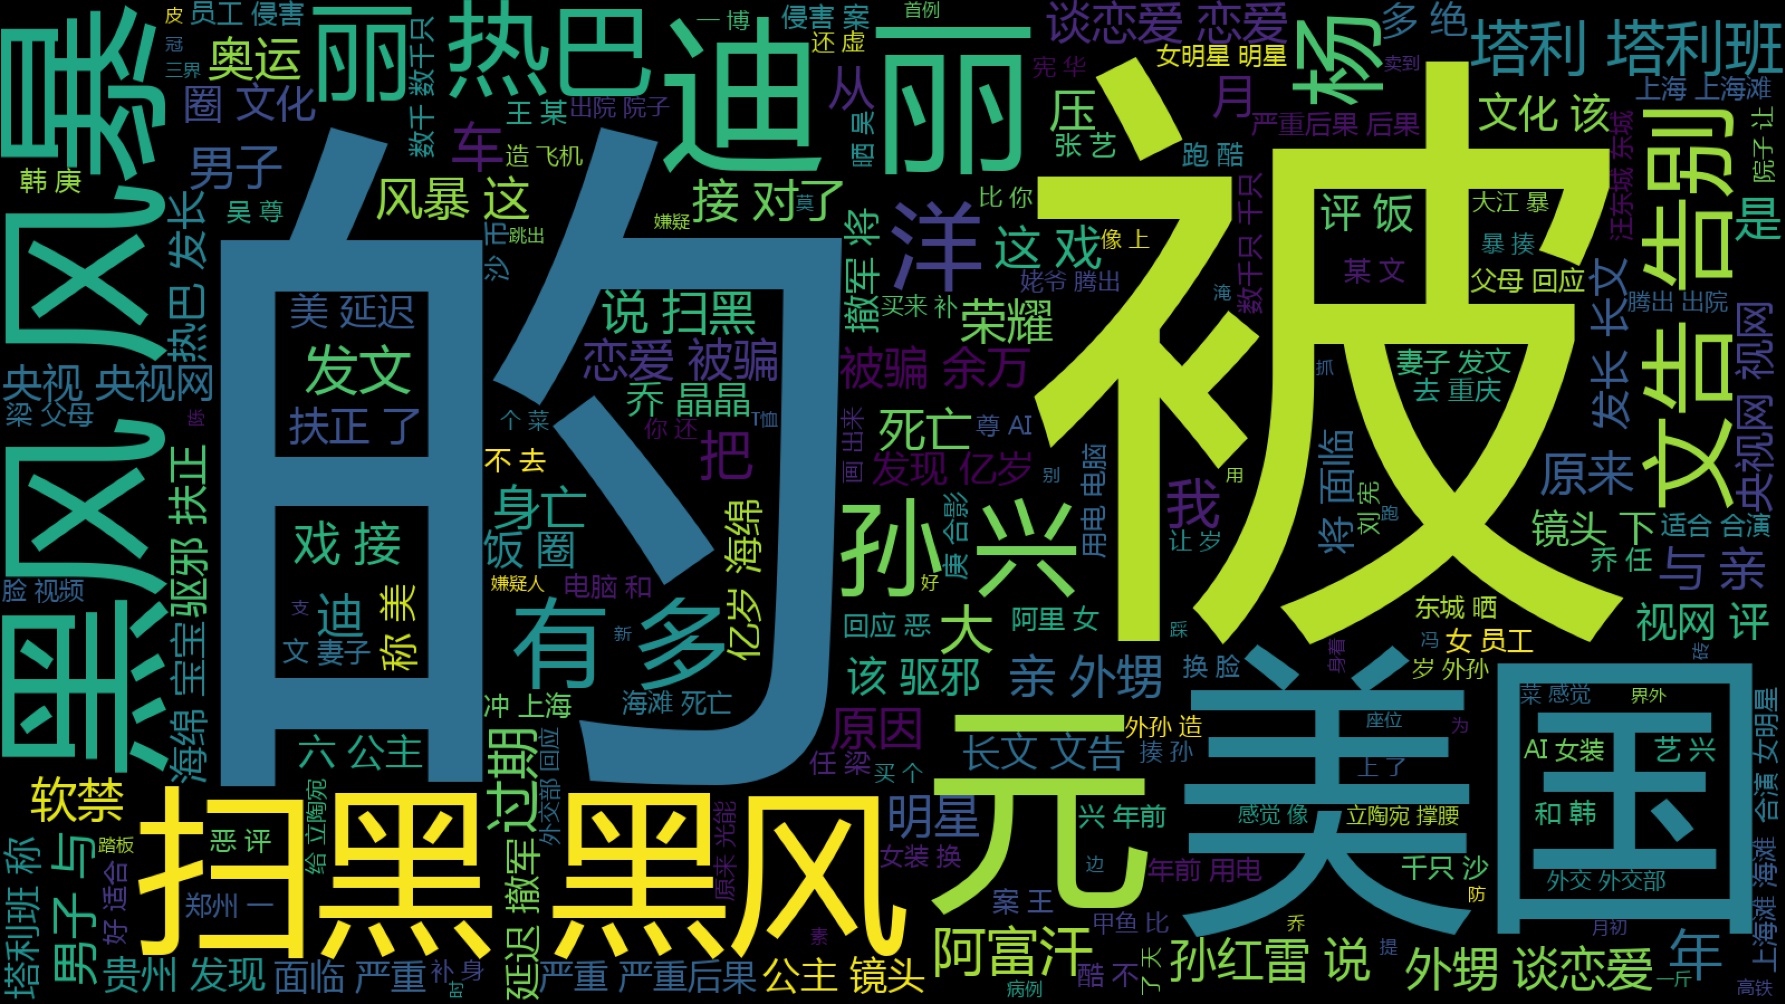 皮
员工 侵害
丽
热巴
迪丽
一 博
侵害 案
首例
谈恋爱 恋爱
杨
多 绝
塔利 塔利班
冠
三界
奥运
还 虚
女明星 明星
宪 华
卖到
暴
圈 文化
数千 数千只
王 某
出院 院子
从
压
月
上海 上海滩
文化 该
男子
车
造 飞机
晒 吴
张 艺
严重后果 后果
跑 酷
汪东城 东城
院子 让
韩 庚
吴 尊
风暴 这
接 对了
莫
嫌疑
比 你
数千只 千只
评 饭
大江 暴
暴 揍
是
热巴 发长
沙 币
跳出
撤军 将
洋
这 戏
像 上
某 文
父母 回应
文告 告别
风
的
被
美 延迟
说 扫黑
买来 补
姥爷 腾出
淹
荣耀
发长 长文
腾出 出院
央视网 视网
央视 央视网
发文
恋爱 被骗
被骗 余万
抓
妻子 发文
去 重庆
梁 父母
扶正 了
个 菜
乔 晶晶
T恤
你 还
把
画 出来
死亡
尊 AI
发现 亿岁
用电 电脑
别
我
用
将 面临
刘 宪
跑
原来
黑风
驱邪 扶正
不 去
身亡
饭 圈
海绵
亿岁
孙兴
庚 合影
让 岁
镜头 下
适合 合演
戏 接
嫌疑人
电脑 和
好
乔 任
与 亲
脸 视频
支
迪
称 美
有多
新
回应 恶
大
阿里 女
踩
东城 晒
冯
女 员工
视网 评
海绵 宝宝
文 妻子
该 驱邪
亲 外甥
换 脸
身着
岁 外孙
砖
冲 上海
海滩 死亡
美国
菜 感觉
界外
六 公主
过期
外交部 回应
原因
任 梁
元
长文 文告
外孙 造
揍 孙
座位
为
AI 女装
艺 兴
买 个
上 了
合演 女明星
软禁
扫黑 黑风
给 立陶宛
恶 评
踏板
原来 光能
明星
兴 年前
感觉 像
立陶宛 撑腰
和 韩
女装 换
边
年前 用电
千只 沙
外交 外交部
塔利班 称
男子 与
好 适合
郑州 一
延迟 撤军
案 王
甲鱼 比
防
乔
月初
上海滩 海滩
素
阿富汗
孙红雷 说
提
年
贵州 发现
面临 严重
补 身
时
严重 严重后果
公主 镜头
酷 不
了 天
病例
外甥 谈恋爱
一斤
高铁